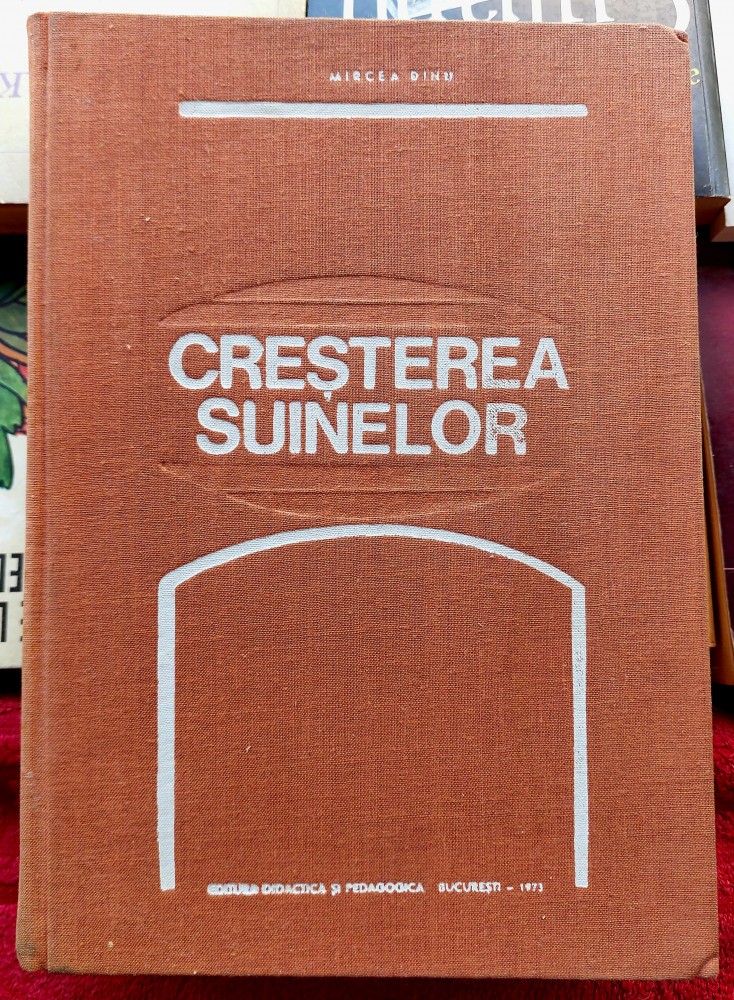 MIRCEA DINU
CREȘTEREA
SUINELOR
EDITURA DIDACTICA ȘI PEDAGOGICA BUCUREȘTI – 1973